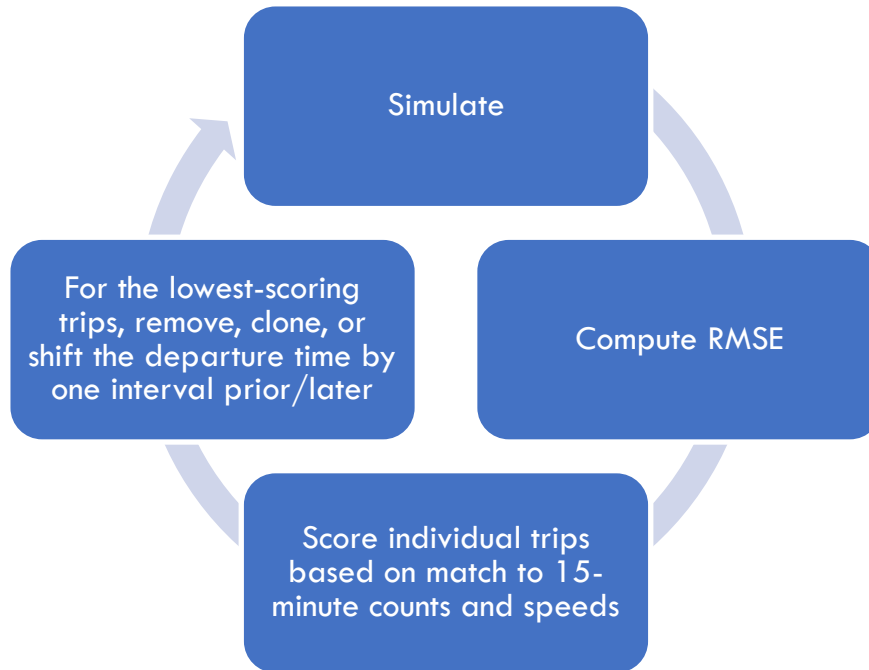 Simulate
Compute RMSE
Score individual trips
based on match to 15-
minute counts and speeds
For the lowest-scoring
trips, remove, clone, or
shift the departure time by
one interval prior/later